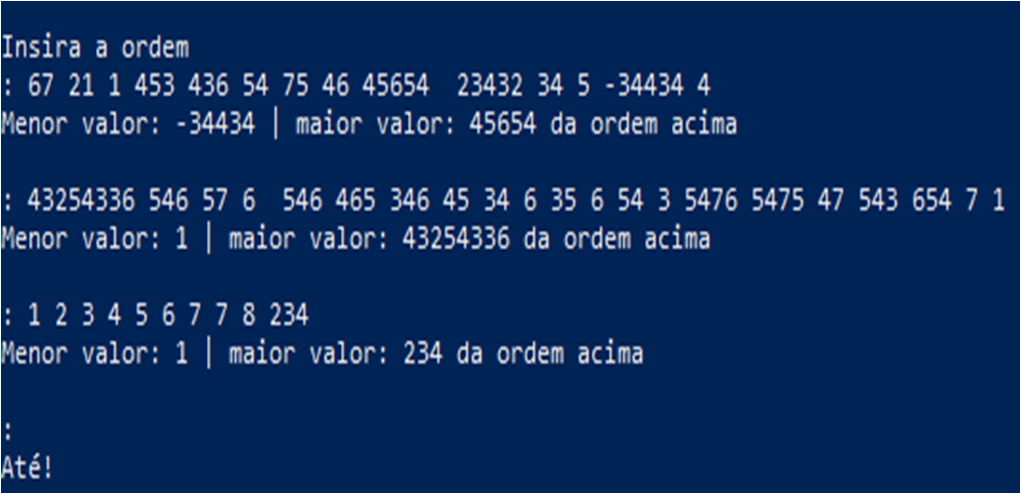 Insira a ordem
: 67 21 1 453 436 54 75 46 45654  23432 34 5 -34434 4
Menor valor: -34434 | maior valor: 45654 da ordem acima
: 43254336 546 57 6  546 465 346 45 34 6 35 6 54 3 5476 5475 47 543 654 7 1
Menor valor: 1 | maior valor: 43254336 da ordem acima
: 1 2 3 4 5 6 7 7 8 234
Menor valor: 1 | maior valor: 234 da ordem acima
:
Até!